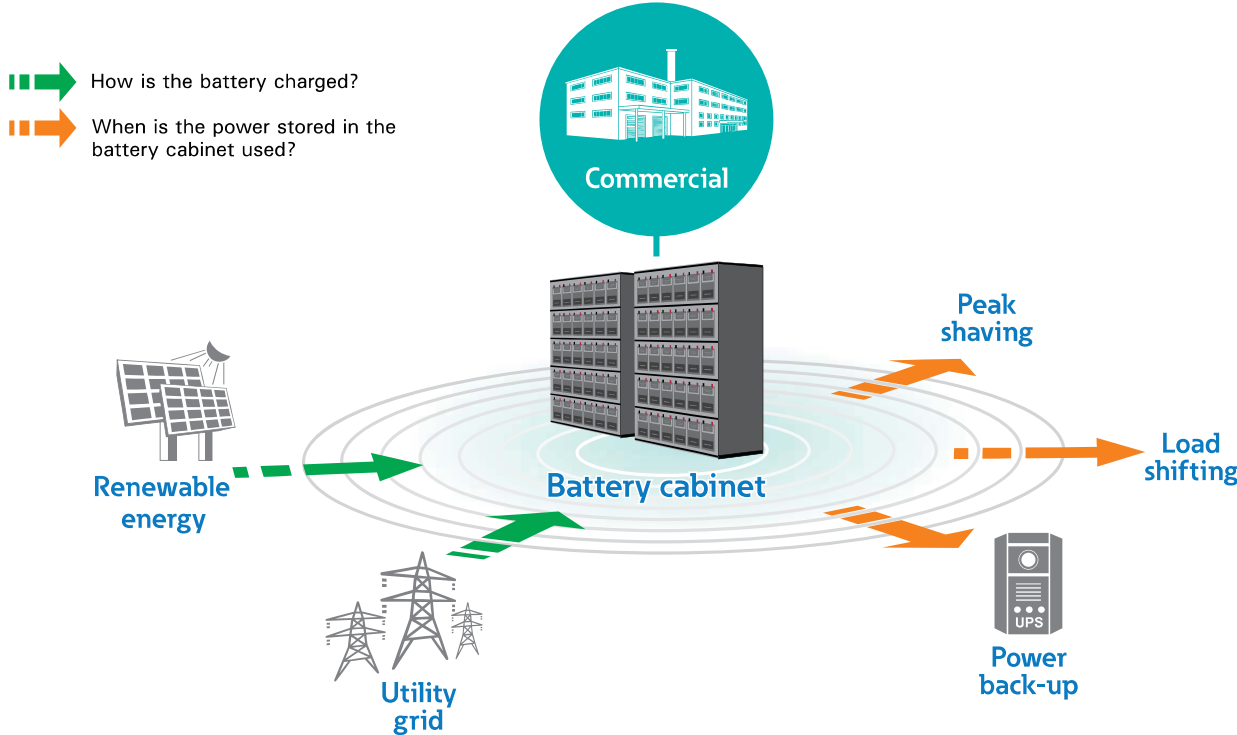 How is the battery charged?
When is the power stored in the
battery cabinet used?
Commercial
Peak
shaving
Load
shifting
Renewable
energy
Battery cabinet
UPS
Power
back-up
Utility
grid